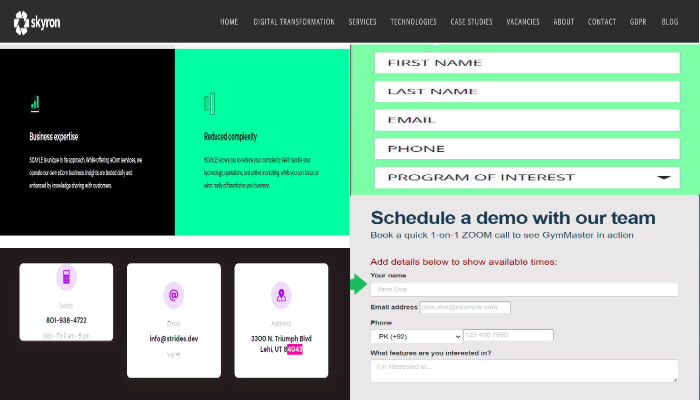 skyron
HOME DIGITAL TRANSFORMATION SERVICES TECHNOLOGIES CASE STUDIES VACANCIES ABOUT CONTACT GDPR BLOG
Business expertise
SCAYLE is unique in its approach. While offering eCom services, we
operate our own eCom business. Insights are tested daily and
enhanced by knowledge sharing with customers.
Reduced complexity
SCAYLE allows you to reduce your complexity. We'll handle your
technology, operations, and online marketing, while you can focus on
what really differentiates your business.
FIRST NAME
LAST NAME
EMAIL
PHONE
PROGRAM OF INTEREST
Schedule a demo with our team
Book a quick 1-on-1 ZOOM call to see GymMaster in action
Add details below to show available times:
Your name
Jane Doe
Email address jane.doe@example.com
Phone
PK (+92) 123 456 7890
What features are you interested in?
I'm interested in...
Sales
801-938-4722
Mon - Fri 9 am - 5 pm
Email
info@strides.dev
Say Hi!
Address
3300 N. Triumph Blvd
Lehi, UT 84043